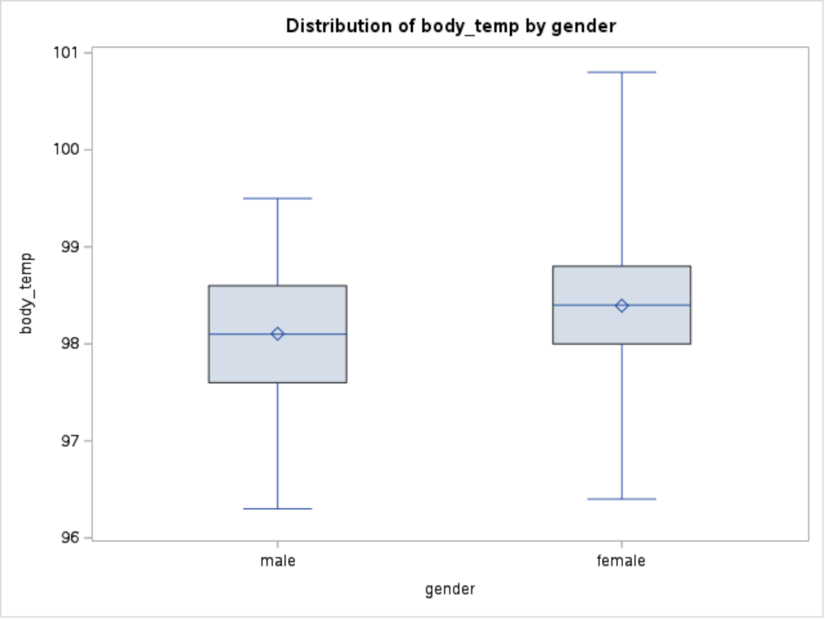 Distribution of body_temp by gender
101
100
99
98
97
96
body_temp
male
female
gender